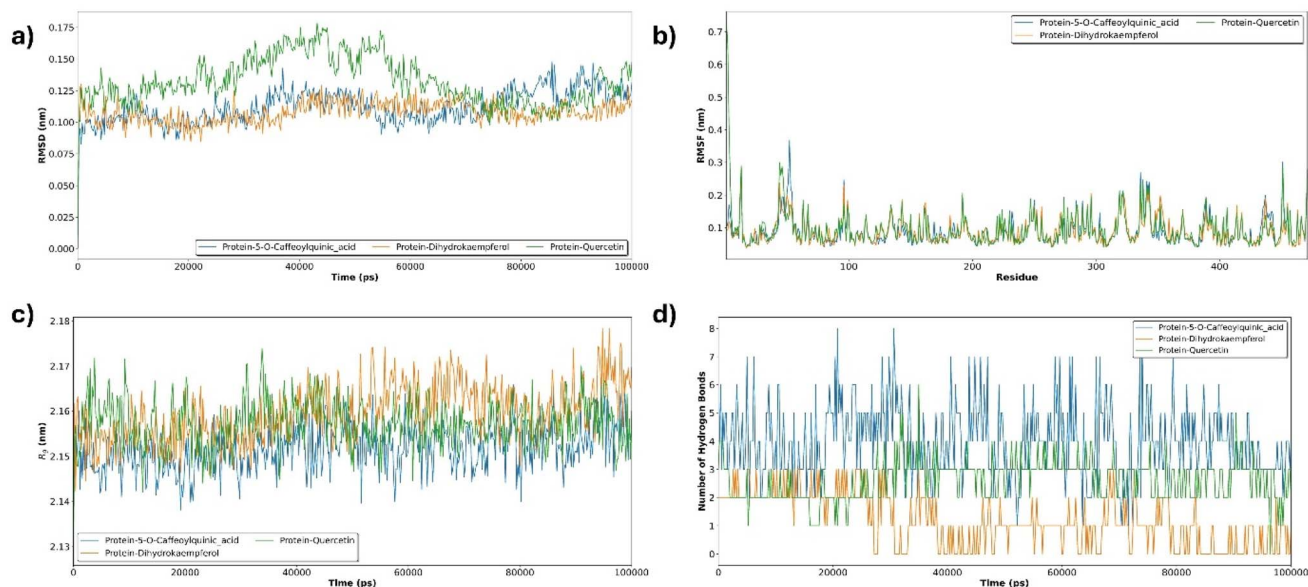 a)
0.175
0.150
0.125
0.100
0.075
0.050
0.025
0.000
RMSD (nm)
Protein-5-O-Caffeoylquinic_acid Protein-Dihydrokaempferol Protein-Quercetin
0 20000 40000 60000 80000 100000
Time (ps)
b)
0.7
0.6
0.5
0.4
0.3
0.2
0.1
RMSF (nm)
Protein-5-O-Caffeoylquinic_acid Protein-Quercetin
Protein-Dihydrokaempferol
100 200 300 400
Residue
c)
2.18
2.17
2.16
2.15
2.14
2.13
(nm)
Protein-5-O-Caffeoylquinic_acid Protein-Quercetin
Protein-Dihydrokaempferol
0 20000 40000 60000 80000 100000
Time (ps)
d)
8
7
6
5
4
3
2
1
0
Number of Hydrogen Bonds
Protein-5-O-Caffeoylquinic_acid
Protein-Dihydrokaempferol
Protein-Quercetin
0 20000 40000 60000 80000 100000
Time (ps)